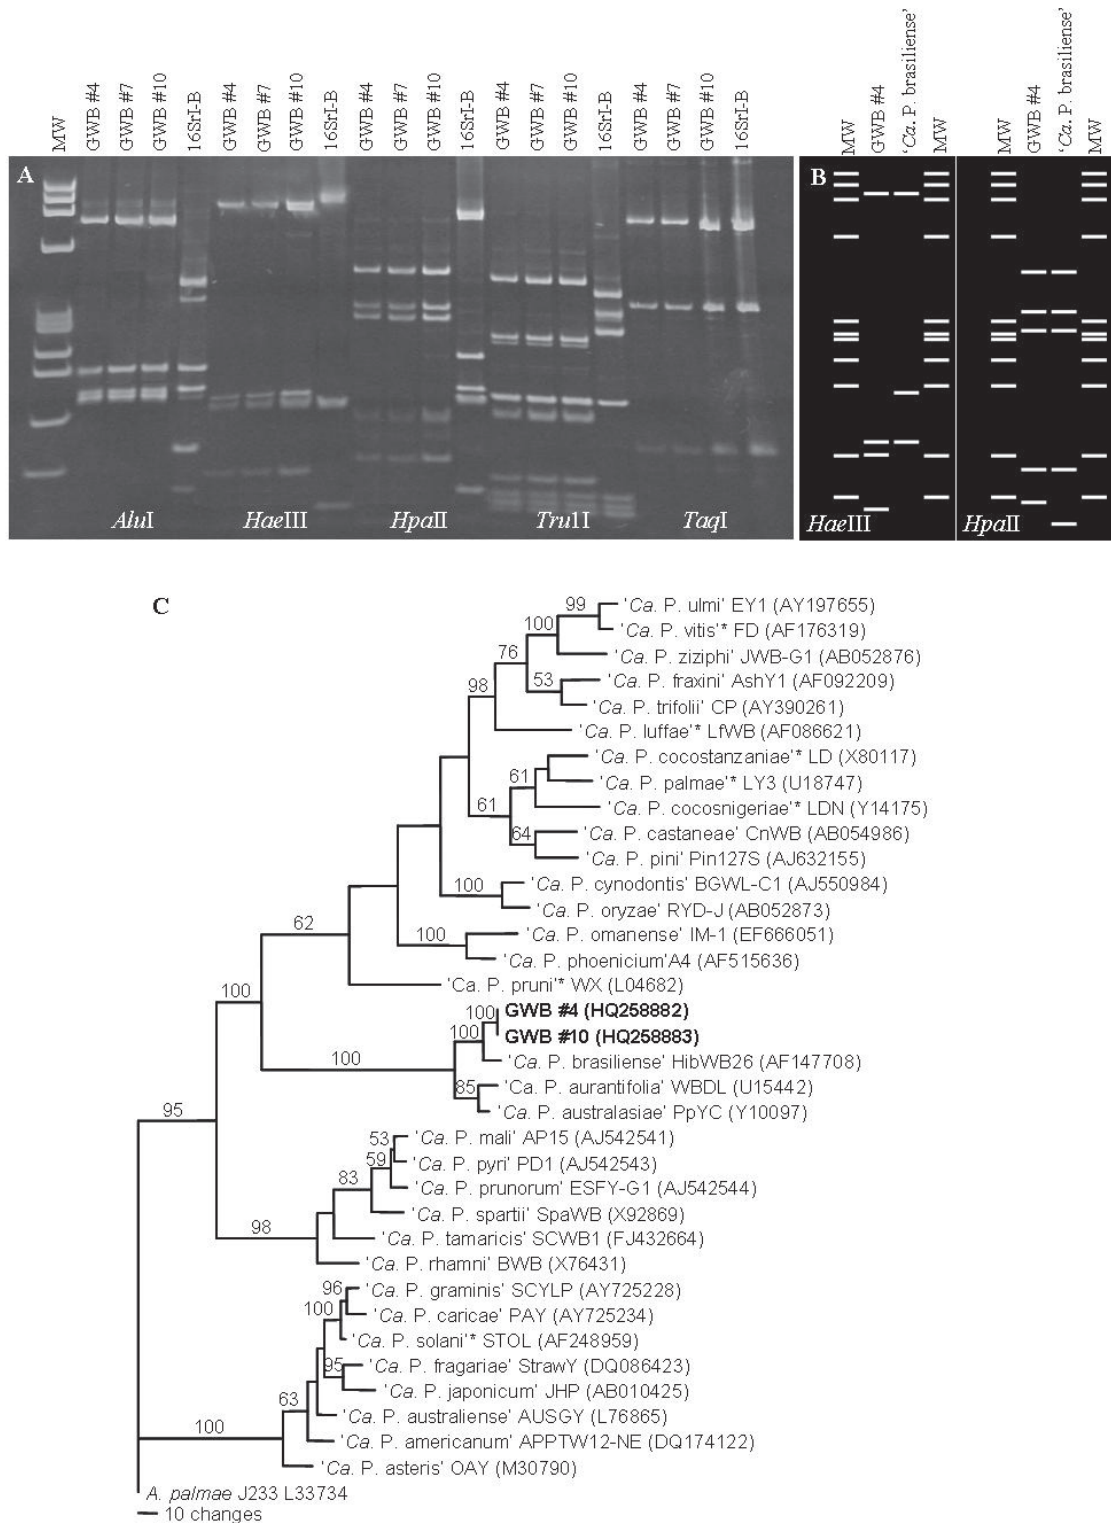 MW
GWB #4
GWB #7
GWB #10
16SrI-B
GWB #4
GWB #7
GWB #10
16SrI-B
GWB #4
GWB #7
GWB #10
16SrI-B
GWB #4
GWB #7
GWB #10
16SrI-B
GWB #4
GWB #7
GWB #10
16SrI-B
MW
GWB #4
‘Ca. P. brasiliense’
MW
MW
GWB #4
‘Ca. P. brasiliense’
MW
A
AluI
HaeIII
HpaII
Tru1I
TaqI
B
HaeIII
HpaII
C
99
'Ca. P. ulmi' EY1 (AY197655)
100
'Ca. P. vitis'* FD (AF176319)
76
'Ca. P. ziziphi' JWB-G1 (AB052876)
98
53
'Ca. P. fraxini' AshY1 (AF092209)
'Ca. P. trifolii' CP (AY390261)
'Ca. P. luffae'* LfWB (AF086621)
'Ca. P. cocostanzaniae'* LD (X80117)
61
'Ca. P. palmae'* LY3 (U18747)
61
'Ca. P. cocosnigeriae'* LDN (Y14175)
64
'Ca. P. castaneae' CnWB (AB054986)
'Ca. P. pini' Pin127S (AJ632155)
100
'Ca. P. cynodontis' BGWL-C1 (AJ550984)
'Ca. P. oryzae' RYD-J (AB052873)
62
100
'Ca. P. omanense' IM-1 (EF666051)
'Ca. P. phoenicium'A4 (AF515636)
100
'Ca. P. pruni'* WX (L04682)
100
GWB #4 (HQ258882)
100
GWB #10 (HQ258883)
100
'Ca. P. brasiliense' HibWB26 (AF147708)
85
'Ca. P. aurantifolia' WBDL (U15442)
'Ca. P. australasiae' PpYC (Y10097)
95
53
'Ca. P. mali' AP15 (AJ542541)
59
'Ca. P. pyri' PD1 (AJ542543)
83
'Ca. P. prunorum' ESFY-G1 (AJ542544)
'Ca. P. spartii' SpaWB (X92869)
98
'Ca. P. tamaricis' SCWB1 (FJ432664)
'Ca. P. rhamni' BWB (X76431)
96
'Ca. P. graminis' SCYLP (AY725228)
100
'Ca. P. caricae' PAY (AY725234)
'Ca. P. solani'* STOL (AF248959)
95
'Ca. P. fragariae' StrawY (DQ086423)
'Ca. P. japonicum' JHP (AB010425)
63
'Ca. P. australiense' AUSGY (L76865)
100
'Ca. P. americanum' APPTW12-NE (DQ174122)
'Ca. P. asteris' OAY (M30790)
A. palmae J233 L33734
10 changes